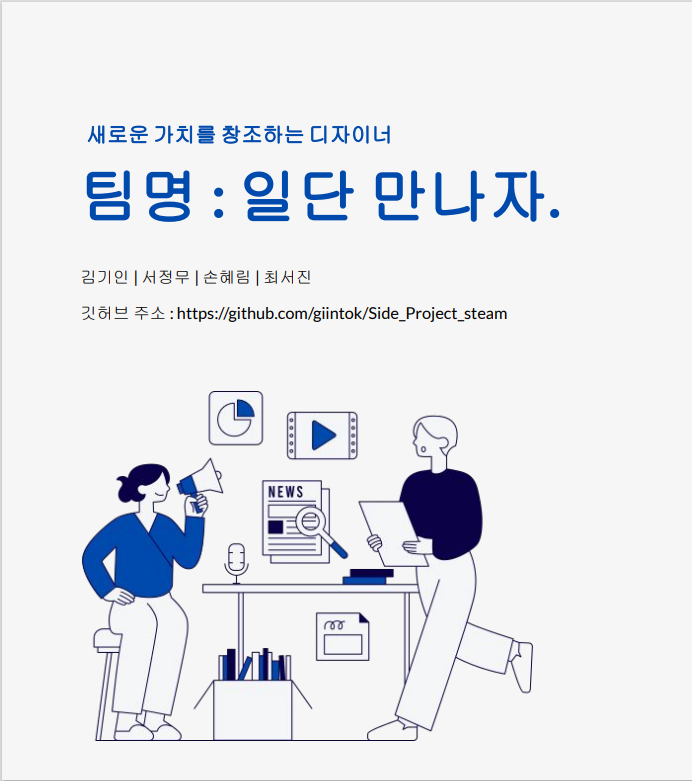 새로운 가치를 창조하는 디자이너
팀명 : 일단 만나자.
김기인 | 서정무 | 손혜림 | 최서진
깃허브 주소 : https://github.com/giintok/Side_Project_steam
NEWS